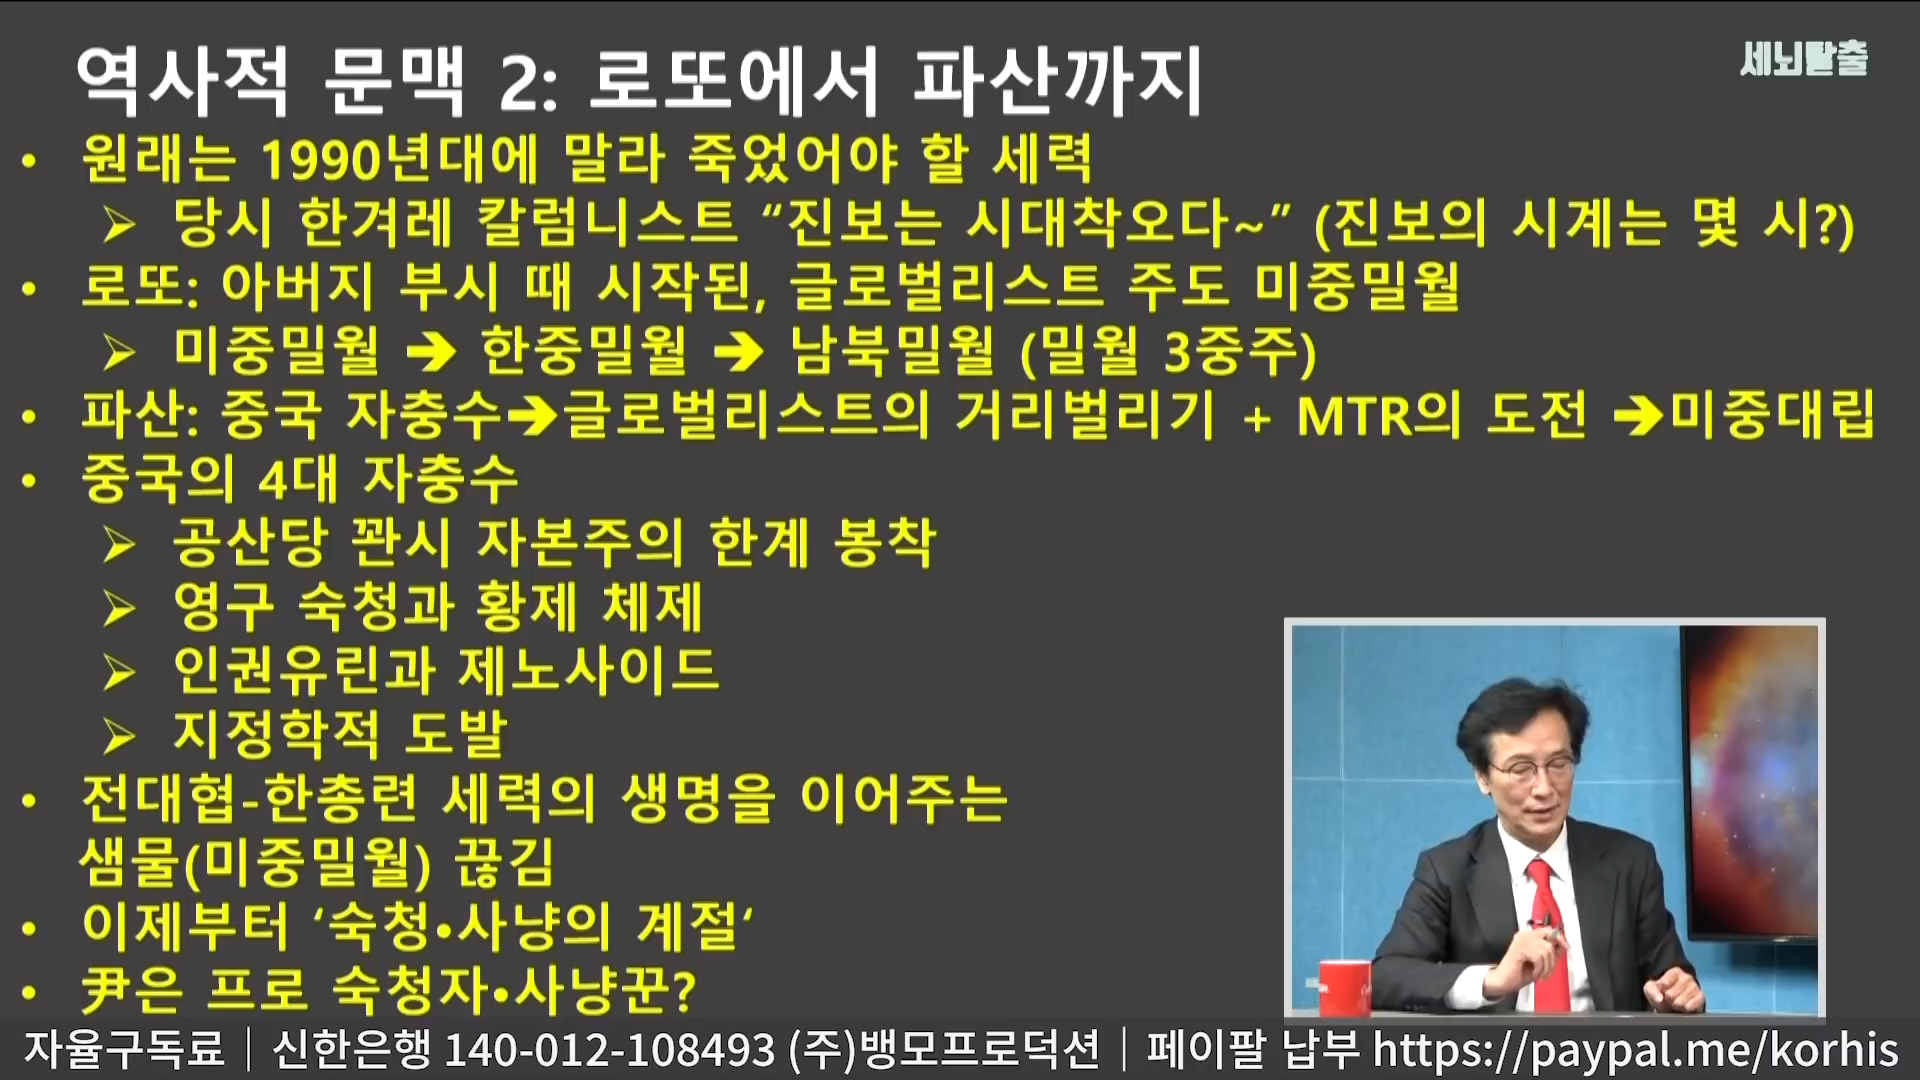 역사적 문맥 2: 로또에서 파산까지
세뇌탈출
• 원래는 1990년대에 말라 죽었어야 할 세력
➢ 당시 한겨레 칼럼니스트 “진보는 시대착오다~” (진보의 시계는 몇 시?)
• 로또: 아버지 부시 때 시작된, 글로벌리스트 주도 미중밀월
➢ 미중밀월 ➔ 한중밀월 ➔ 남북밀월 (밀월 3중주)
• 파산: 중국 자충수➔글로벌리스트의 거리벌리기 + MTR의 도전 ➔미중대립
• 중국의 4대 자충수
➢ 공산당 꽌시 자본주의 한계 봉착
➢ 영구 숙청과 황제 체제
➢ 인권유린과 제노사이드
➢ 지정학적 도발
• 전대협-한총련 세력의 생명을 이어주는
샘물(미중밀월) 끊김
• 이제부터 ‘숙청•사냥의 계절‘
• 尹은 프로 숙청자•사냥꾼?
자율구독료｜신한은행 140-012-108493 (주)뱅모프로덕션｜페이팔 납부 https://paypal.me/korhis